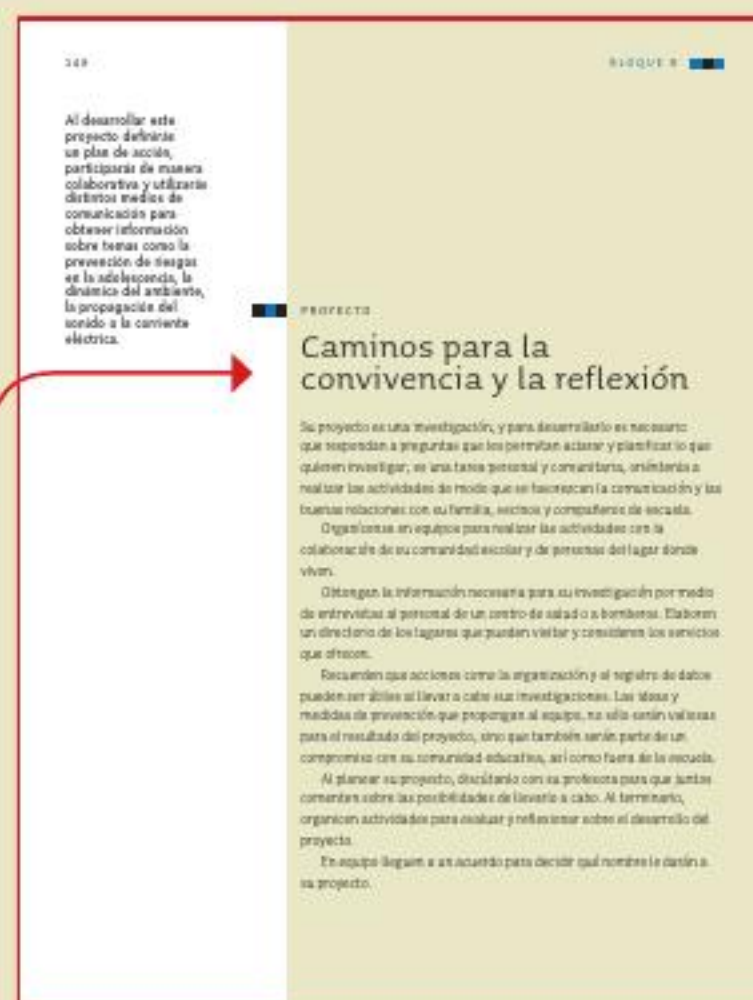 BLOQUE
Al desarrollar este
proyecto definirás
un plan de acción,
participarás de manera
colaborativa y utilizarás
distintos medios de
comunicación para
obtener información
sobre temas como la
prevención de riesgos
en la adolescencia, la
dinámica del ambiente,
la propagación del
sonido o la corriente
eléctrica.
PROYECTO
Caminos para la
convivencia y la reflexión
Su proyecto es una investigación, y para desarrollarlo es necesario
que respondan a preguntas que les permitan aclarar y planificar lo que
quieren investigar; es una tarea personal y comunitaria, oriéntenla a
realizar las actividades de modo que se favorezcan la comunicación y las
buenas relaciones con su familia, vecinos y compañeros de escuela.
Organícense en equipos para realizar las actividades con la
colaboración de su comunidad escolar y de personas del lugar donde
viven.
Obtengan la información necesaria para su investigación por medio
de entrevistas al personal de un centro de salud o a bomberos. Elaboren
un directorio de los lugares que puedan visitar y consideren los servicios
que ofrecen.
Recuerden que acciones como la organización y el registro de datos
pueden ser útiles al llevar a cabo sus investigaciones. Las ideas y
medidas de prevención que propongan al equipo, no sólo serán valiosas
para el resultado del proyecto, sino que también serán parte de un
compromiso con su comunidad educativa, así como fuera de la escuela.
Al planear su proyecto, discútanlo con su profesora para que juntos
comenten sobre las posibilidades de llevarlo a cabo. Al terminarlo,
organicen actividades para evaluar y reflexionar sobre el desarrollo del
proyecto.
En equipo lleguen a un acuerdo para decidir qué nombre le darán a
su proyecto.